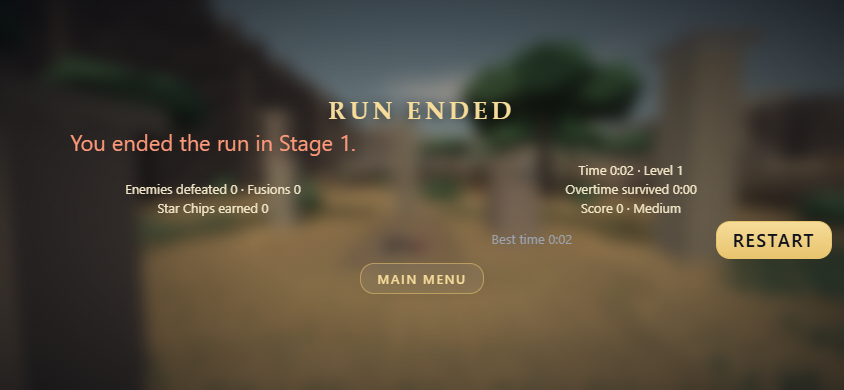 RUN ENDED
You ended the run in Stage 1.
Enemies defeated 0 · Fusions 0
Star Chips earned 0
Time 0:02 · Level 1
Overtime survived 0:00
Score 0 · Medium
Best time 0:02
RESTART
MAIN MENU